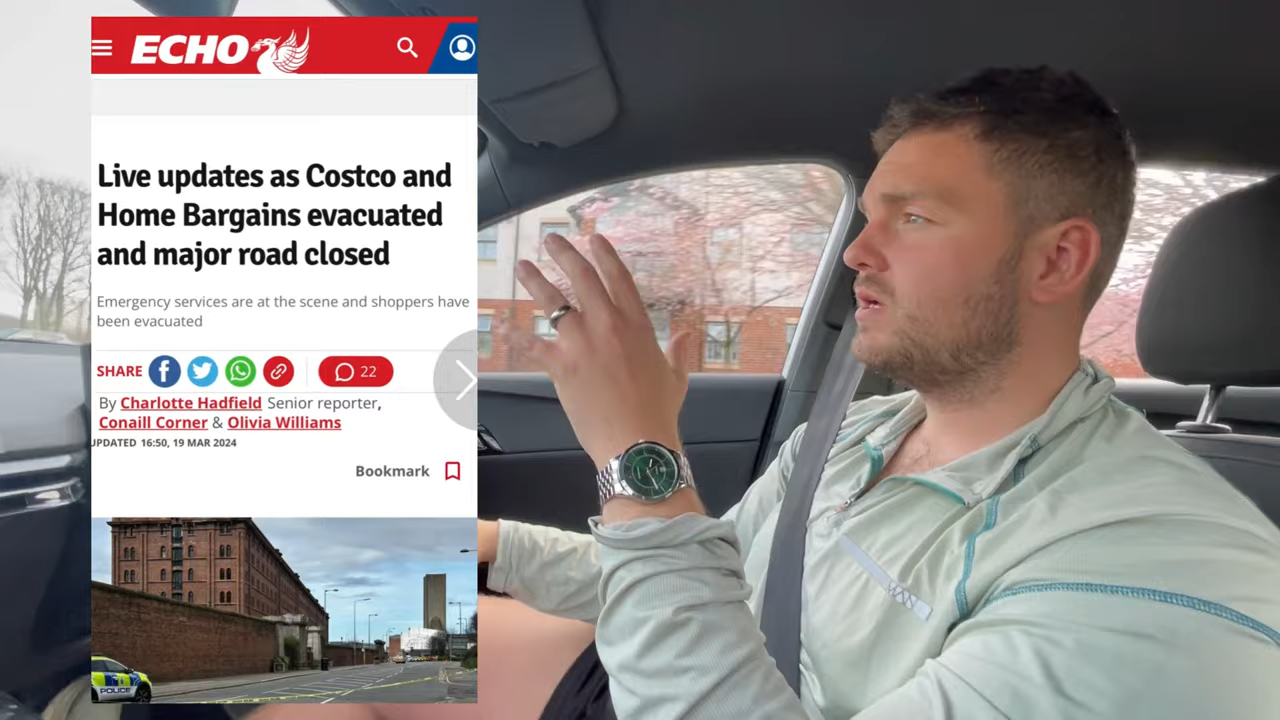 ECHO
Live updates as Costco and
Home Bargains evacuated
and major road closed
Emergency services are at the scene and shoppers have
been evacuated
SHARE
22
By Charlotte Hadfield Senior reporter,
Conaill Corner & Olivia Williams
UPDATED 16:50, 19 MAR 2024
Bookmark
POLICE